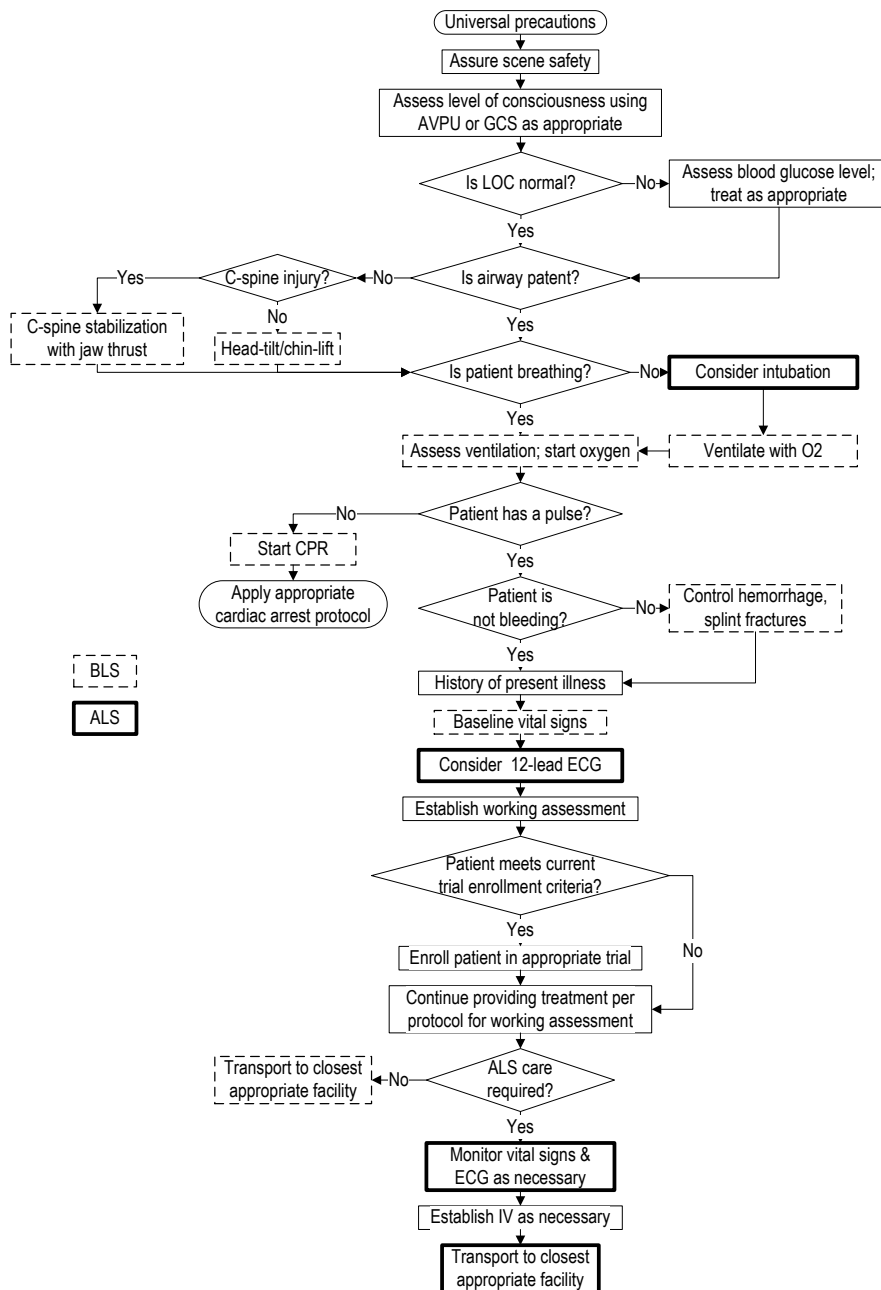 Universal precautions
Assure scene safety
Assess level of consciousness using
AVPU or GCS as appropriate
Is LOC normal?
No
Assess blood glucose level;
treat as appropriate
Yes
Yes
C-spine injury?
No
Is airway patent?
No
Yes
C-spine stabilization
with jaw thrust
Head-tilt/chin-lift
Is patient breathing?
No
Consider intubation
Yes
Assess ventilation; start oxygen
Ventilate with O2
No
Patient has a pulse?
Start CPR
Yes
Apply appropriate
cardiac arrest protocol
Patient is
not bleeding?
No
Control hemorrhage,
splint fractures
Yes
BLS
History of present illness
ALS
Baseline vital signs
Consider 12-lead ECG
Establish working assessment
Patient meets current
trial enrollment criteria?
Yes
No
Enroll patient in appropriate trial
Continue providing treatment per
protocol for working assessment
Transport to closest
appropriate facility
No
ALS care
required?
Yes
Monitor vital signs &
ECG as necessary
Establish IV as necessary
Transport to closest
appropriate facility